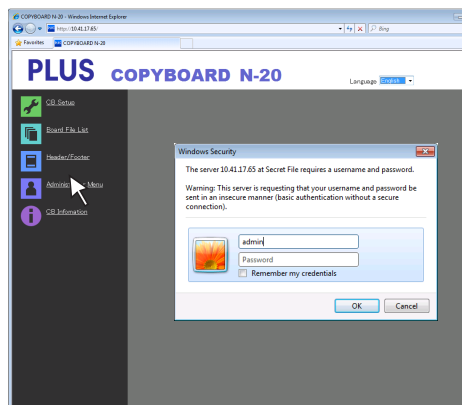 COPYBOARD N-20 - Windows Internet Explorer
http://10.41.17.65/
Bing
Favorites
PLUS
COPYBOARD N-20
PLUS COPYBOARD N-20
Language English
CB Setup
Board File List
Header/Footer
Menu
CB Infomation
Windows Security
The server 10.41.17.65 at Secret File requires a username and password.
Warning: This server is requesting that your username and password be
sent in an insecure manner (basic authentication without a secure
connection).
admin
Password
Remember my credentials
OK
Cancel